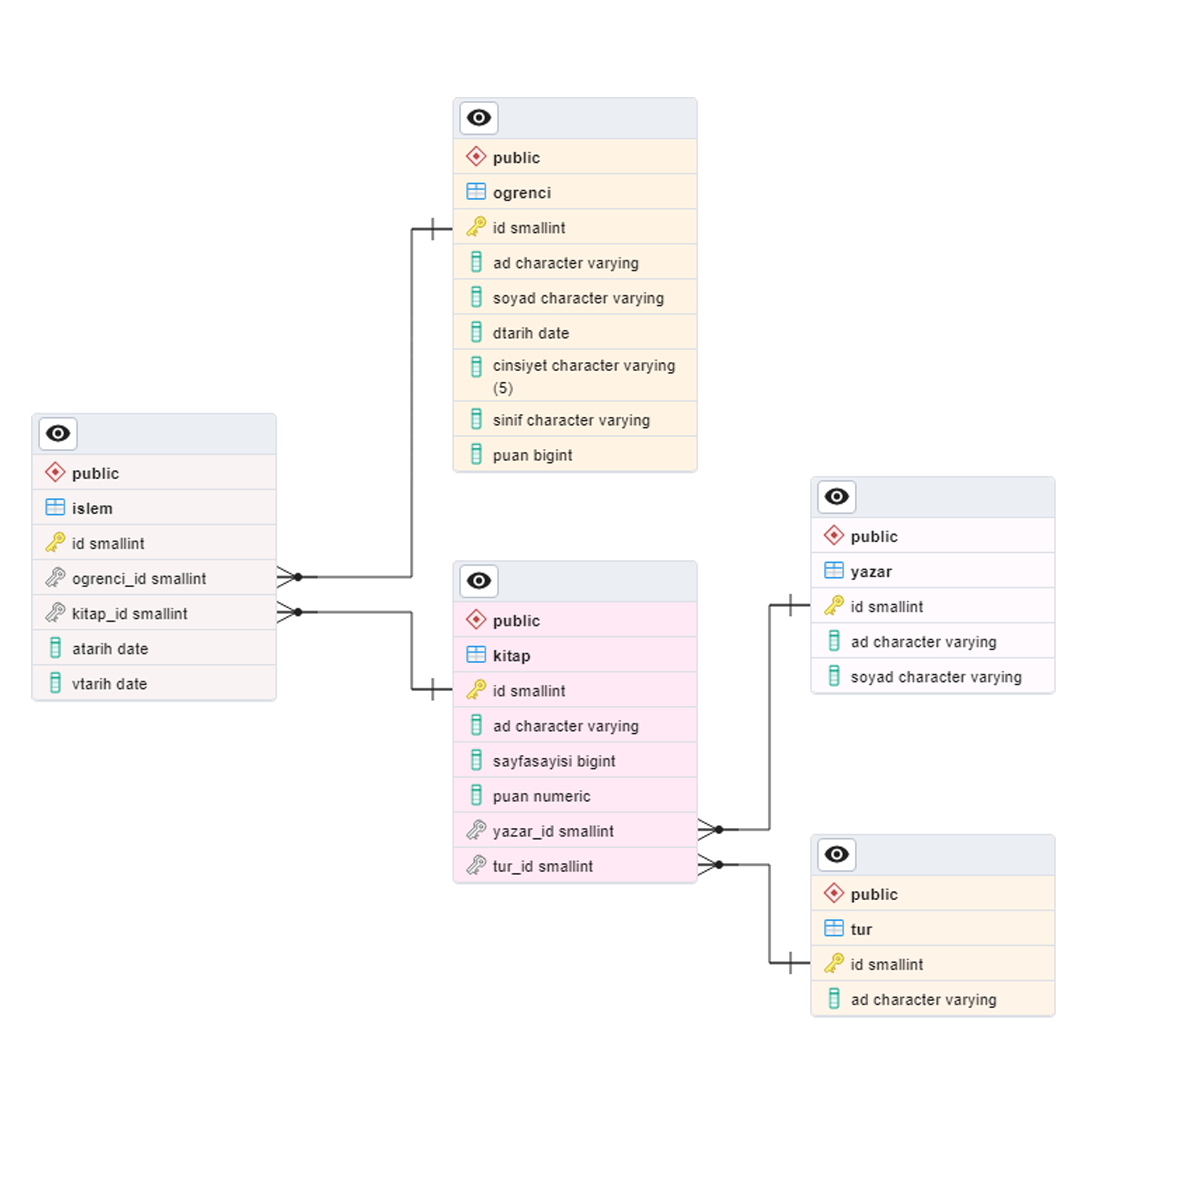 public
ogrenci
id smallint
ad character varying
soyad character varying
dtarih date
cinsiyet character varying
(5)
sinif character varying
puan bigint
public
islem
id smallint
ogrenci_id smallint
kitap_id smallint
atarih date
vtarih date
public
kitap
id smallint
ad character varying
sayfasayisi bigint
puan numeric
yazar_id smallint
tur_id smallint
public
yazar
id smallint
ad character varying
soyad character varying
public
tur
id smallint
ad character varying